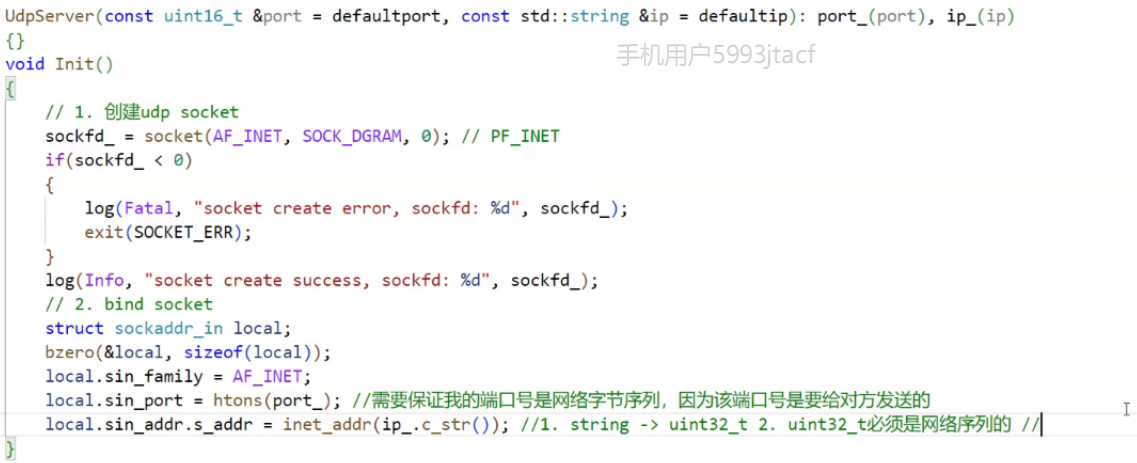 UdpServer(const uint16_t &port = defaultport, const std::string &ip = defaultip): port_(port), ip_(ip)
{}
手机用户5993jtacf
void Init()
{
    // 1. 创建udp socket
    sockfd_ = socket(AF_INET, SOCK_DGRAM, 0); // PF_INET
    if(sockfd_ < 0)
    {
        log(Fatal, "socket create error, sockfd: %d", sockfd_);
        exit(SOCKET_ERR);
    }
    log(Info, "socket create success, sockfd: %d", sockfd_);
    // 2. bind socket
    struct sockaddr_in local;
    bzero(&local, sizeof(local));
    local.sin_family = AF_INET;
    local.sin_port = htons(port_); //需要保证我的端口号是网络字节序列，因为该端口号是要给对方发送的
    local.sin_addr.s_addr = inet_addr(ip_.c_str()); //1. string -> uint32_t 2. uint32_t必须是网络序列的 //
}